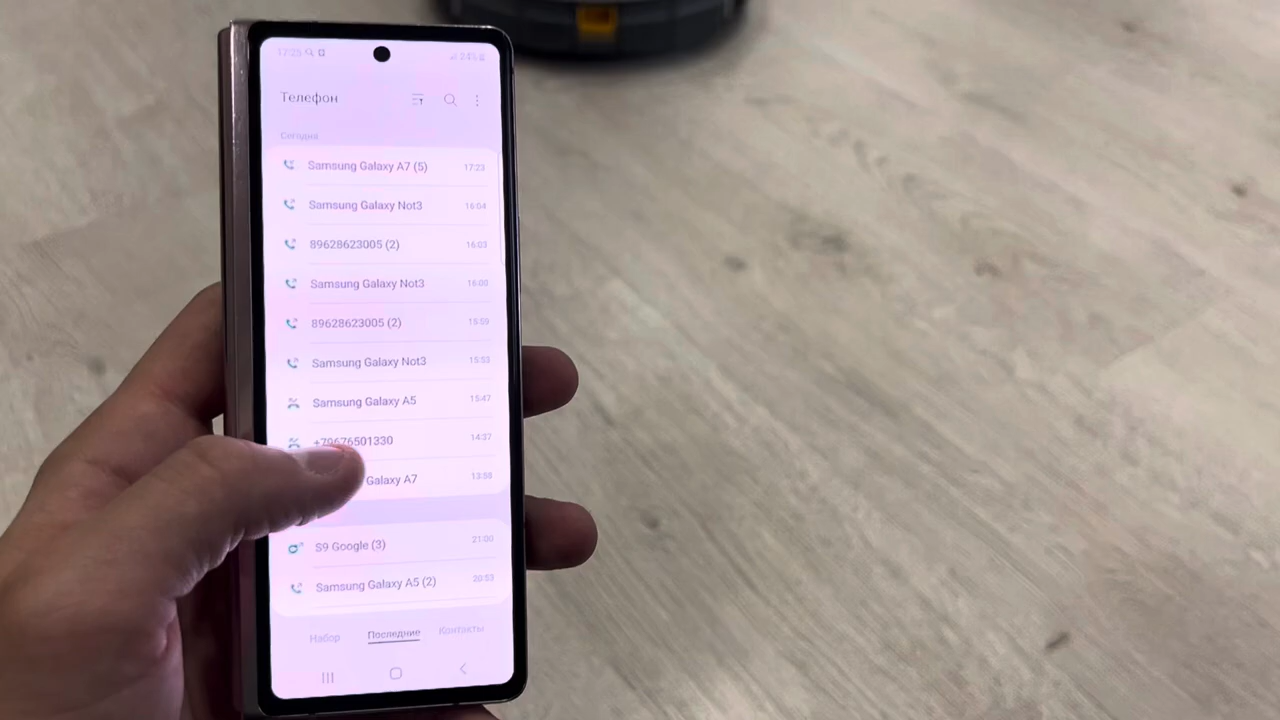 17:25
24%
Телефон
Сегодня
Samsung Galaxy A7 (5) 17:23
Samsung Galaxy Not3 16:04
89628623005 (2) 16:03
Samsung Galaxy Not3 16:00
89628623005 (2) 15:59
Samsung Galaxy Not3 15:53
Samsung Galaxy A5 15:47
+79676501330 14:37
Galaxy A7 13:58
S9 Google (3) 21:00
Samsung Galaxy A5 (2) 20:53
Набор Последние Контакты